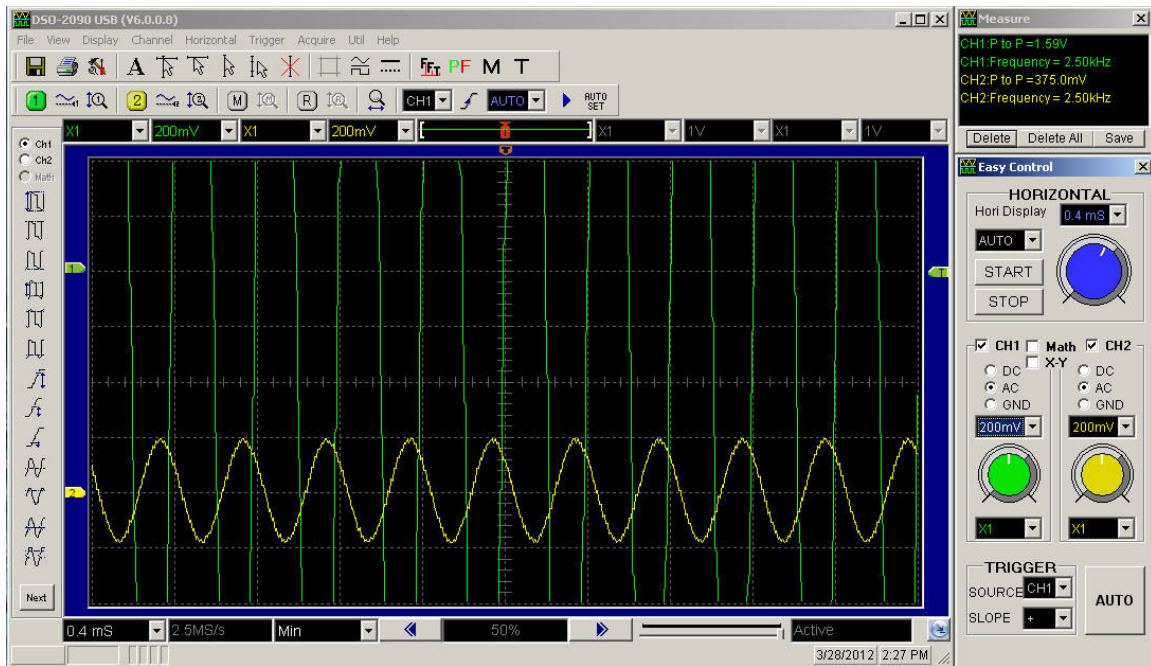 DSO-2090 USB (V6.0.0.8)
File View Display Channel Horizontal Trigger Acquire Util Help
A FFT PF M T
1 2 M R CH1 AUTO AUTO SET
X1 200mV X1 200mV X1 1V X1 1V
Ch1
Ch2
Math
1
T
2
Next
0.4 mS 2.5MS/s Min 50% Active
3/28/2012 2:27 PM
Measure
CH1:P to P =1.59V
CH1:Frequency = 2.50kHz
CH2:P to P =375.0mV
CH2:Frequency = 2.50kHz
Delete Delete All Save
Easy Control
HORIZONTAL
Hori Display 0.4 mS
AUTO
START
STOP
CH1 Math CH2
X-Y
DC DC
AC AC
GND GND
200mV 200mV
X1 X1
TRIGGER
SOURCE CH1
SLOPE +
AUTO